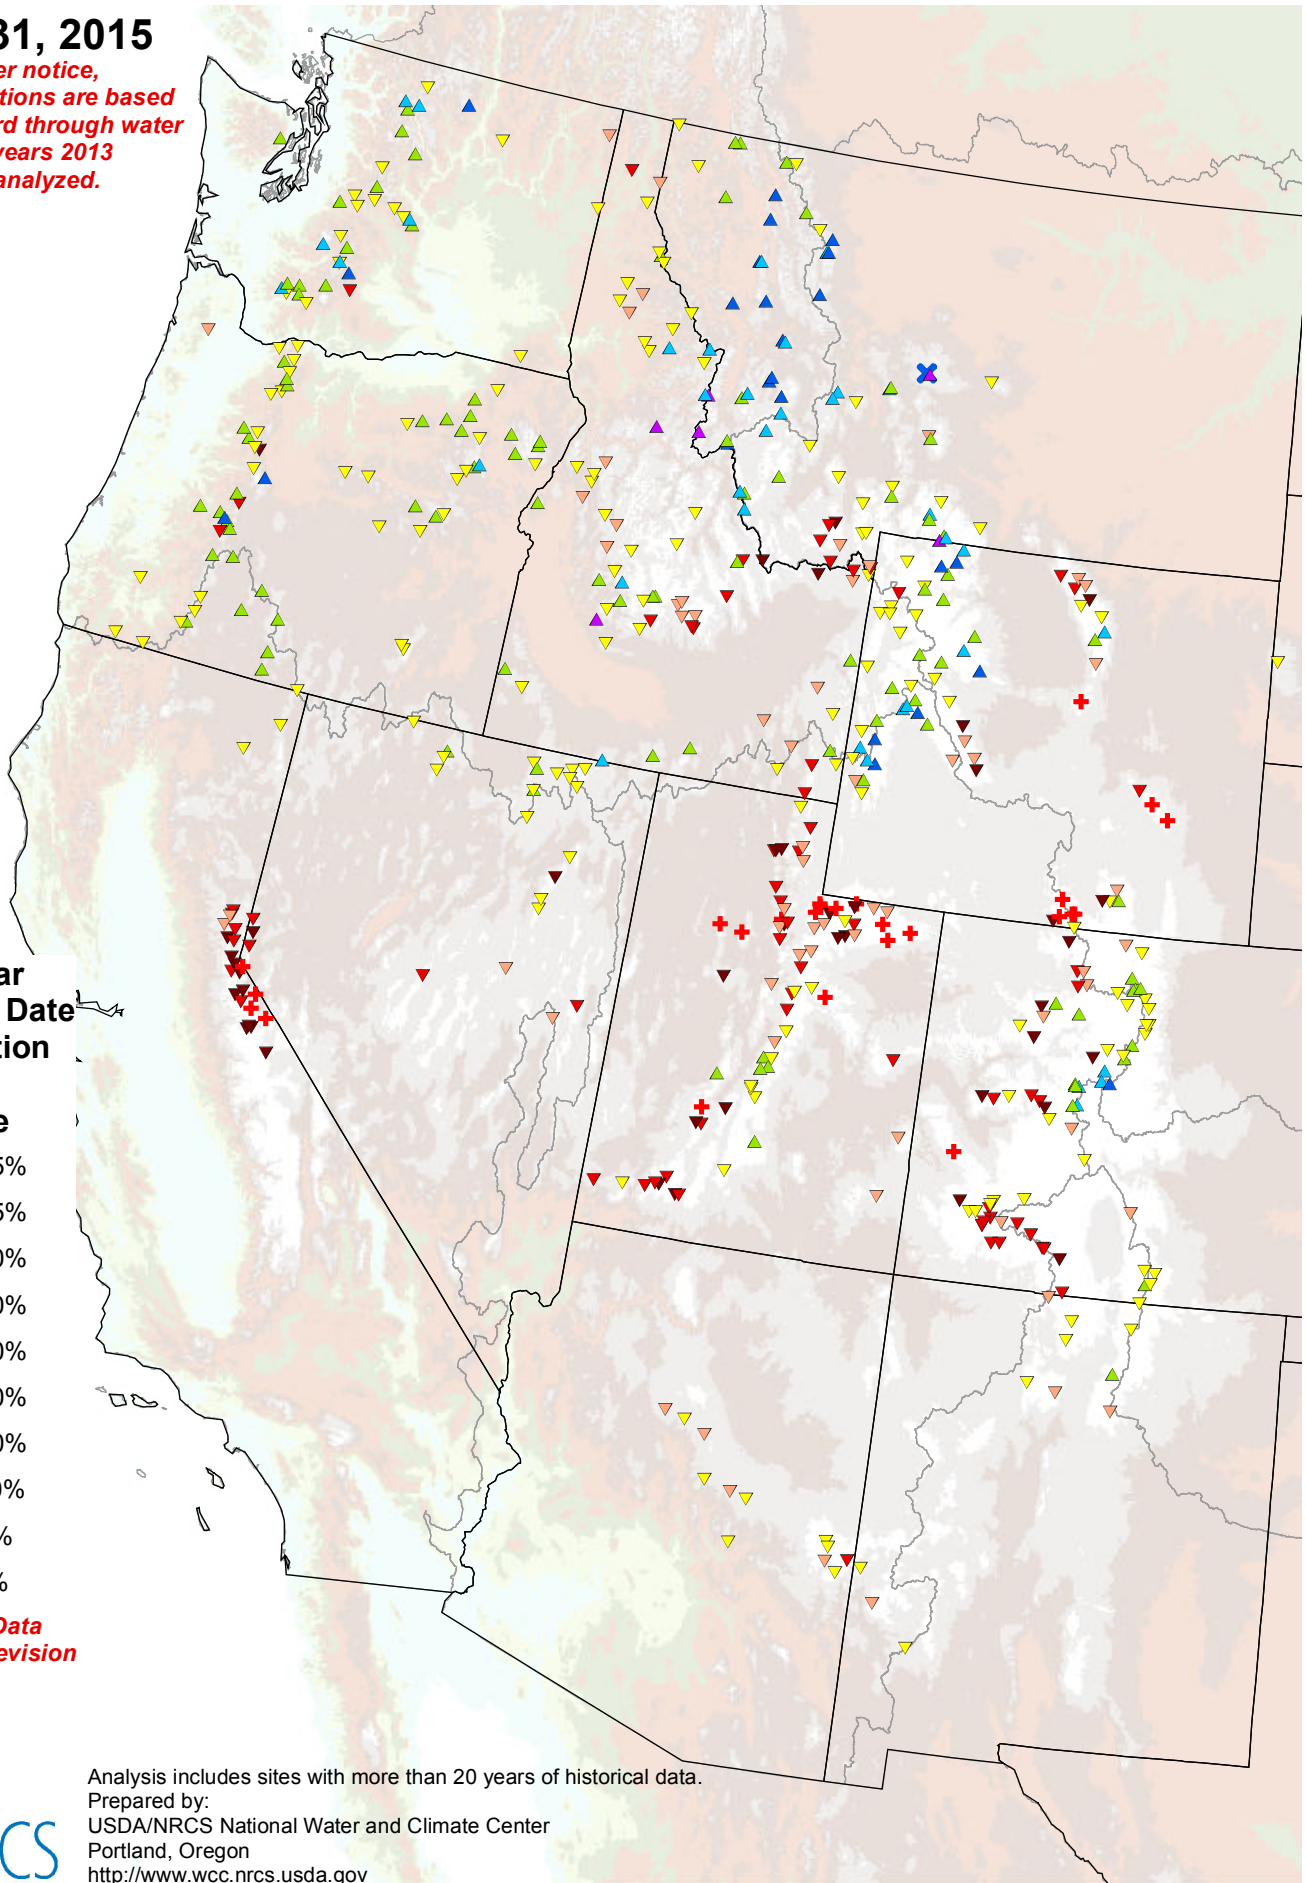 31, 2015
er notice,
tions are based
rd through water
years 2013
analyzed.
ar
Date
tion
e
5%
5%
0%
0%
0%
0%
0%
0%
%
%
Data
evision
Analysis includes sites with more than 20 years of historical data.
Prepared by:
USDA/NRCS National Water and Climate Center
Portland, Oregon
http://www.wcc.nrcs.usda.gov
CS